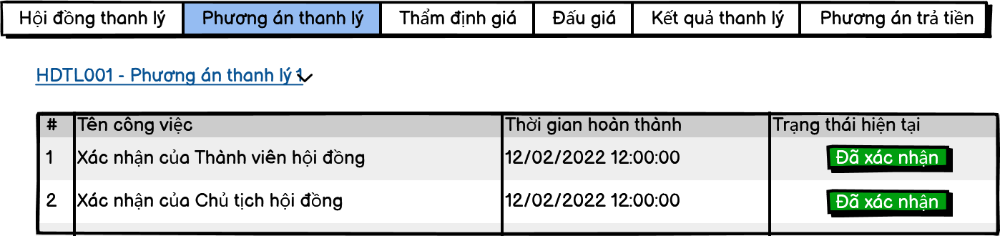 Hội đồng thanh lý Phương án thanh lý Thẩm định giá Đấu giá Kết quả thanh lý Phương án trả tiền
HDTL001 - Phương án thanh lý 1
# Tên công việc Thời gian hoàn thành Trạng thái hiện tại
1 Xác nhận của Thành viên hội đồng 12/02/2022 12:00:00 Đã xác nhận
2 Xác nhận của Chủ tịch hội đồng 12/02/2022 12:00:00 Đã xác nhận